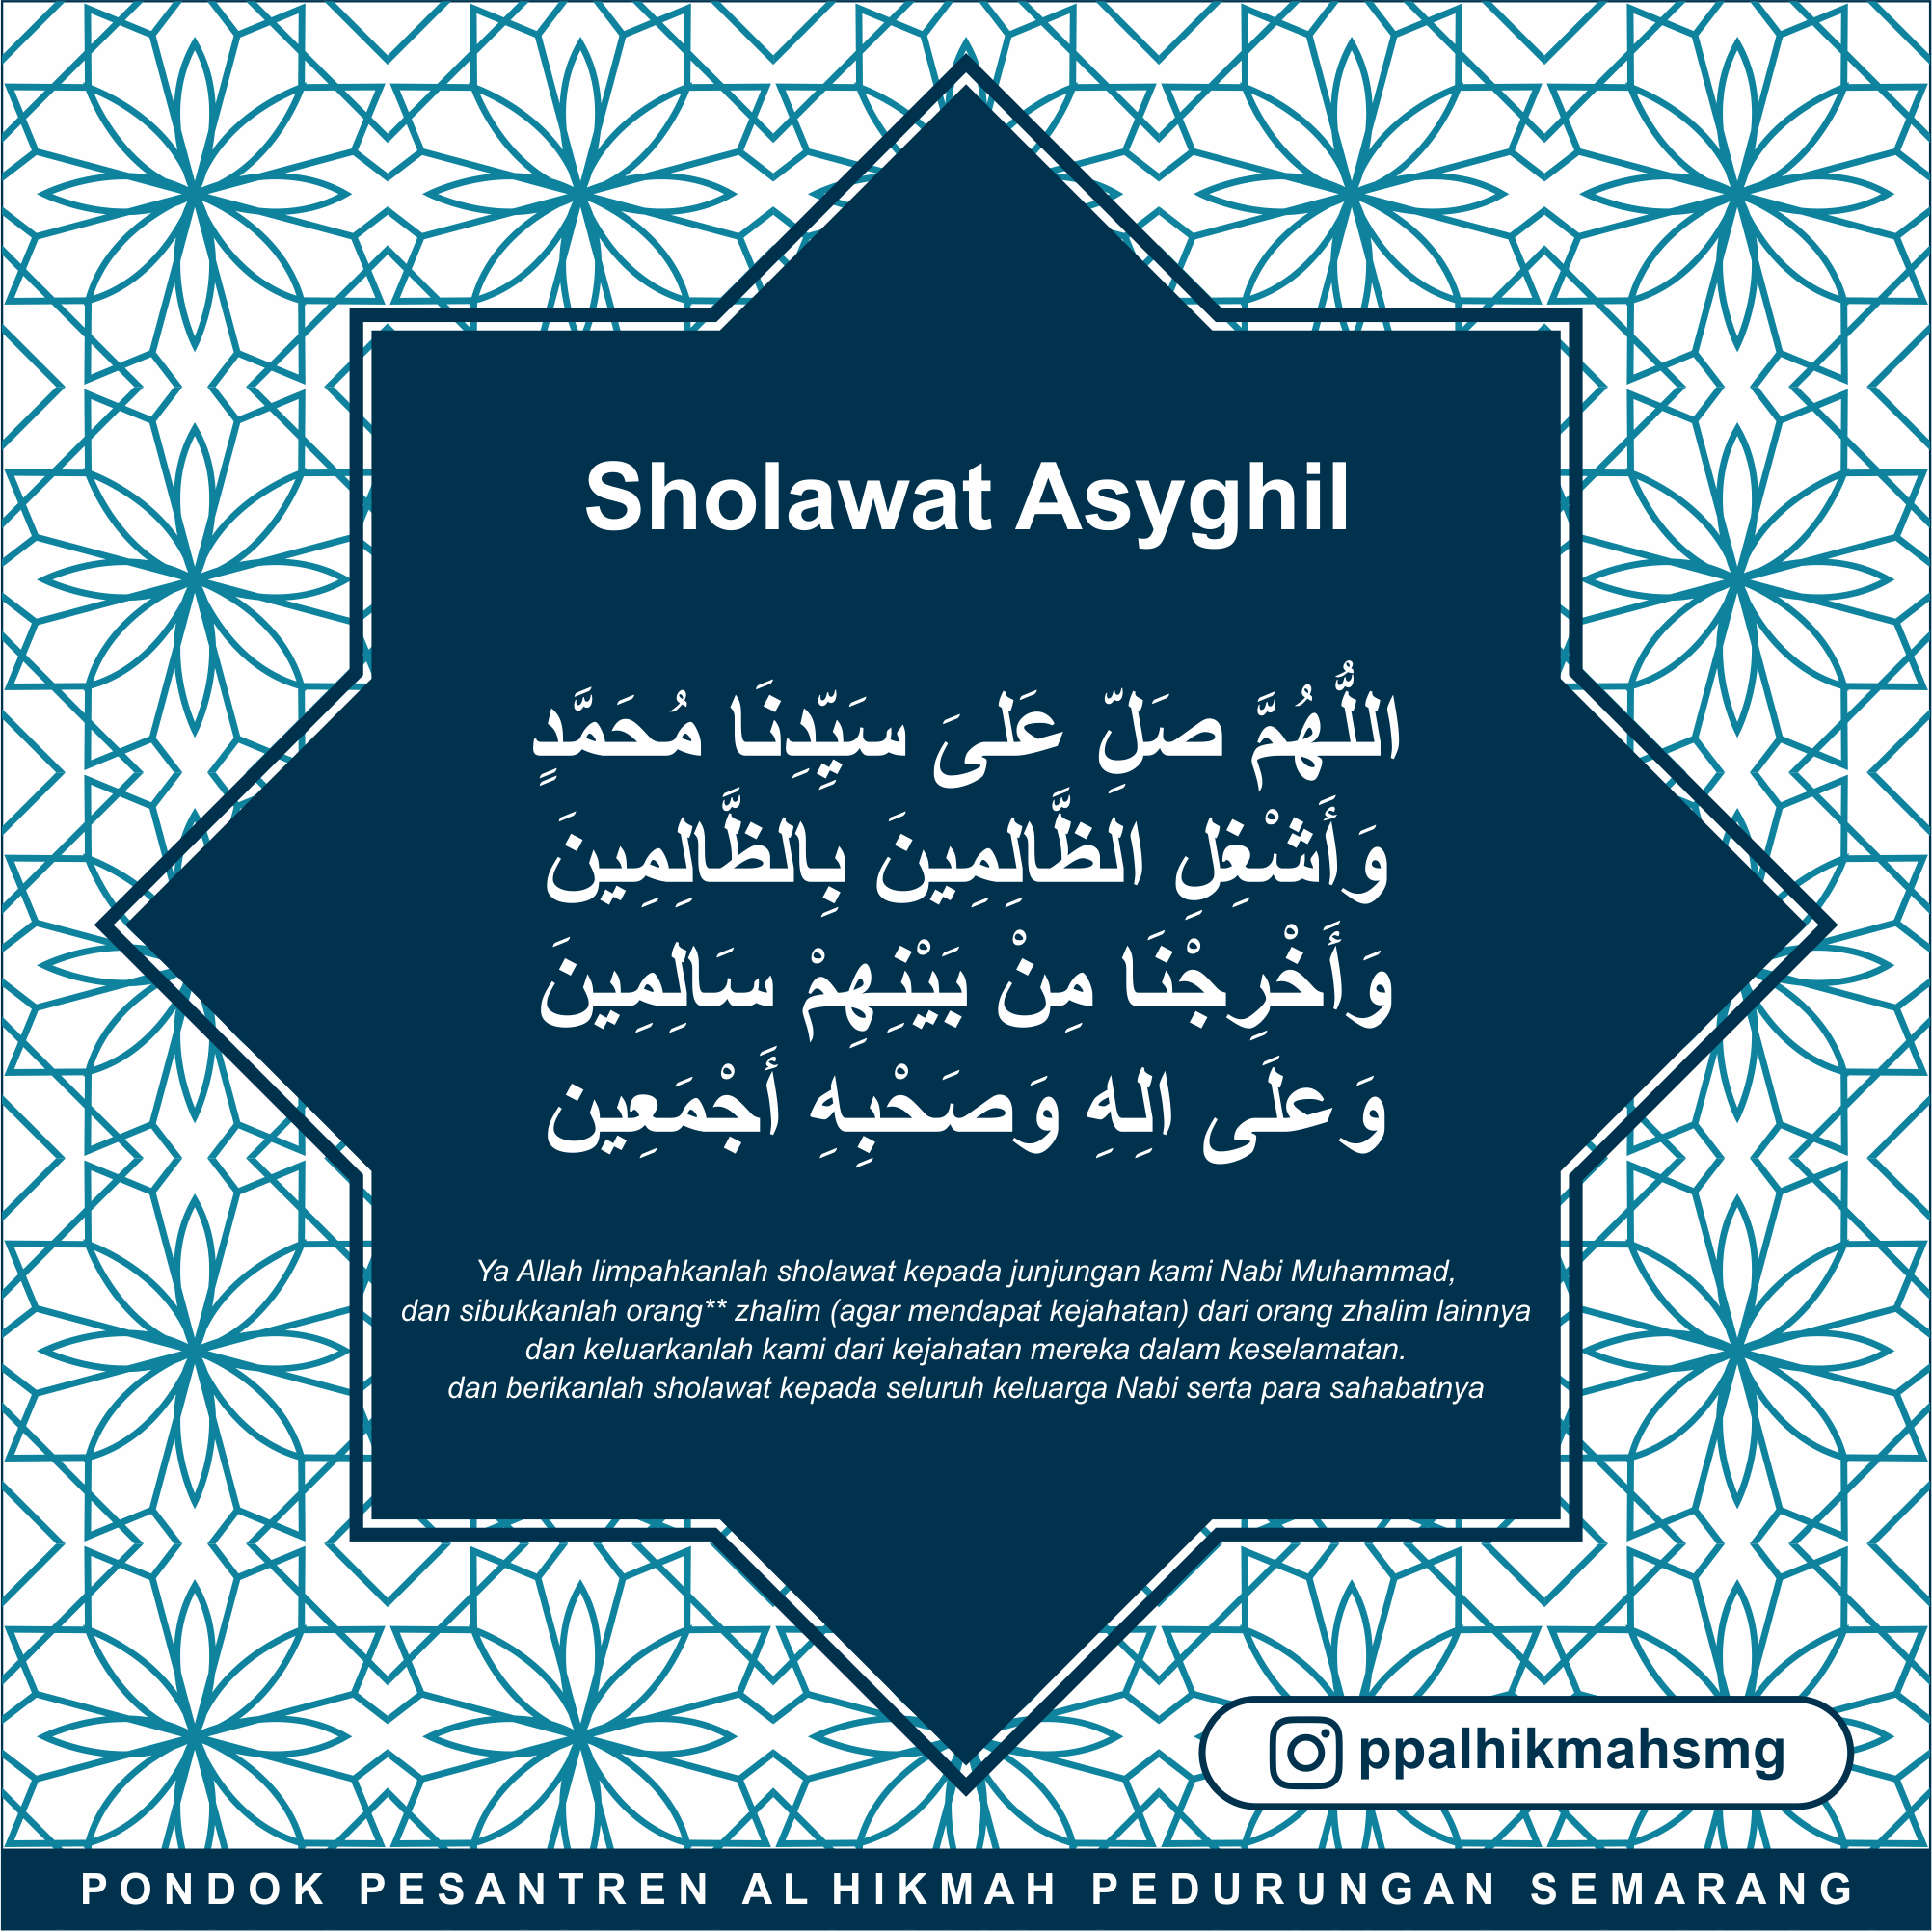 Sholawat Asyghil
اللُّهُمَّ صَلِّ عَلىَ سَيِّدِنَا مُحَمَّدٍ
وَأَشْغِلِ الظَّالِمِينَ بِالظَّالِمِينَ
وَأَخْرِجْنَا مِنْ بَيْنِهِمْ سَالِمِينَ
وَعلَى الِهِ وَصَحْبِهِ أَجْمَعِين
Ya Allah limpahkanlah sholawat kepada junjungan kami Nabi Muhammad,
dan sibukkanlah orang** zhalim (agar mendapat kejahatan) dari orang zhalim lainnya
dan keluarkanlah kami dari kejahatan mereka dalam keselamatan.
dan berikanlah sholawat kepada seluruh keluarga Nabi serta para sahabatnya
ppalhikmahsmg
PONDOK PESANTREN AL HIKMAH PEDURUNGAN SEMARANG